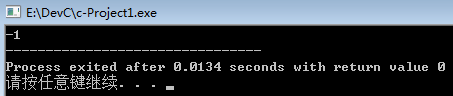 E:\DevC\c-Project1.exe
-1
--------------------------------
Process exited after 0.0134 seconds with return value 0
请按任意键继续. . .